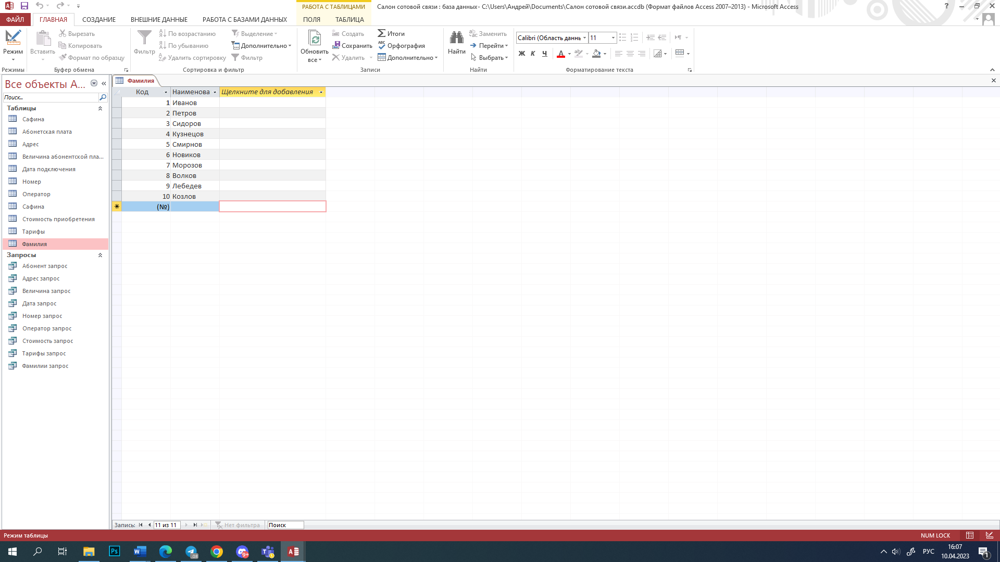 РАБОТА С ТАБЛИЦАМИ
Салон сотовой связи : база данных- C:\Users\Андрей\Documents\Салон сотовой связи.accdb (Формат файлов Access 2007–2013) - Microsoft Access
ФАЙЛ ГЛАВНАЯ СОЗДАНИЕ ВНЕШНИЕ ДАННЫЕ РАБОТА С БАЗАМИ ДАННЫХ ПОЛЯ ТАБЛИЦА
Режим
Режимы
Вставить
Вырезать
Копировать
Формат по образцу
Буфер обмена
Фильтр
По возрастанию
По убыванию
Удалить сортировку
Выделение
Дополнительно
Фильтр
Сортировка и фильтр
Обновить
все
Создать
Сохранить
Удалить
Итоги
Орфография
Дополнительно
Записи
Найти
Заменить
Перейти
Выбрать
Найти
Calibri (Область данны 11
Ж К Ч
Форматирование текста
Все объекты A...
Поиск...
Таблицы
Сафина
Абонетская плата
Адрес
Величина абонентской пла...
Дата подключения
Номер
Оператор
Сафина
Стоимость приобретения
Тарифы
Фамилия
Запросы
Абонент запрос
Адрес запрос
Величина запрос
Дата запрос
Номер запрос
Оператор запрос
Стоимость запрос
Тарифы запрос
Фамилии запрос
Фамилия
Код Наименова Щелкните для добавления
1 Иванов
2 Петров
3 Сидоров
4 Кузнецов
5 Смирнов
6 Новиков
7 Морозов
8 Волков
9 Лебедев
10 Козлов
(№)
Запись: 11 из 11 Нет фильтра Поиск
Режим таблицы NUM LOCK
РУС 16:07
10.04.2023